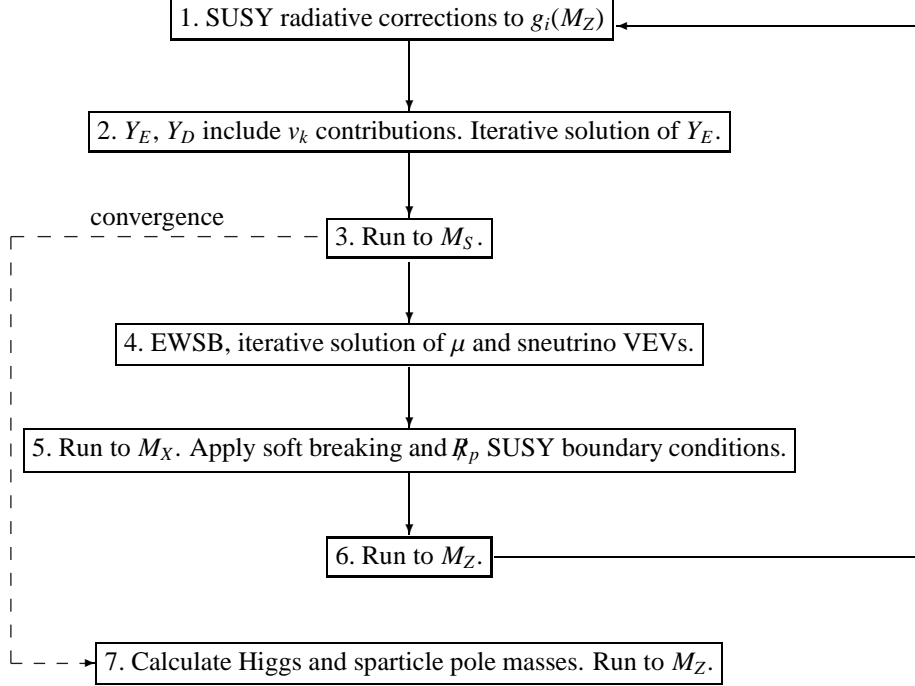 1. SUSY radiative corrections to g_i(M_Z)
2. Y_E, Y_D include v_k contributions. Iterative solution of Y_E.
convergence
3. Run to M_S.
4. EWSB, iterative solution of μ and sneutrino VEVs.
5. Run to M_X. Apply soft breaking and R̸_p SUSY boundary conditions.
6. Run to M_Z.
7. Calculate Higgs and sparticle pole masses. Run to M_Z.